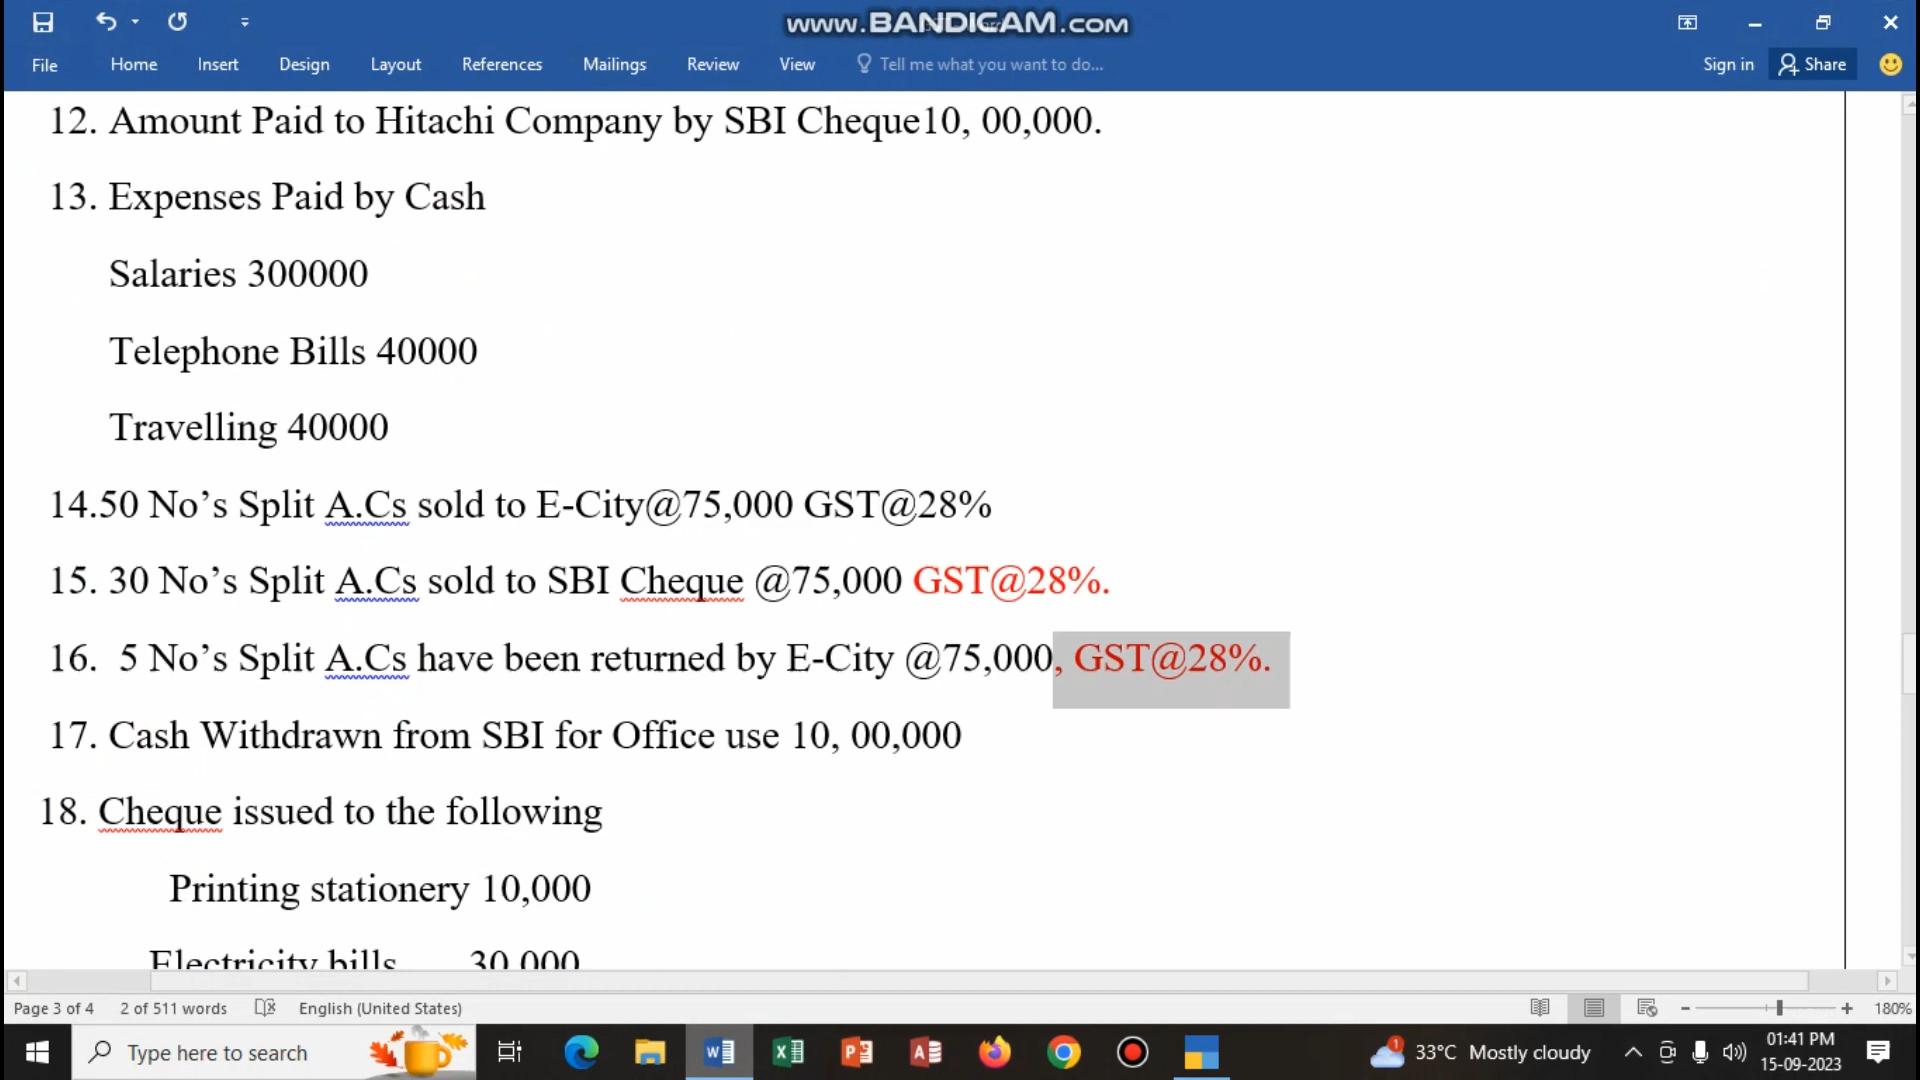 www.BANDICAM.com
File Home Insert Design Layout References Mailings Review View Tell me what you want to do... Sign in Share
12. Amount Paid to Hitachi Company by SBI Cheque10, 00,000.
13. Expenses Paid by Cash
Salaries 300000
Telephone Bills 40000
Travelling 40000
14.50 No’s Split A.Cs sold to E-City@75,000 GST@28%
15. 30 No’s Split A.Cs sold to SBI Cheque @75,000 GST@28%.
16. 5 No’s Split A.Cs have been returned by E-City @75,000, GST@28%.
17. Cash Withdrawn from SBI for Office use 10, 00,000
18. Cheque issued to the following
Printing stationery 10,000
Electricity bills 30,000
Page 3 of 4 2 of 511 words English (United States) 180%
Type here to search 33°C Mostly cloudy 01:41 PM
15-09-2023